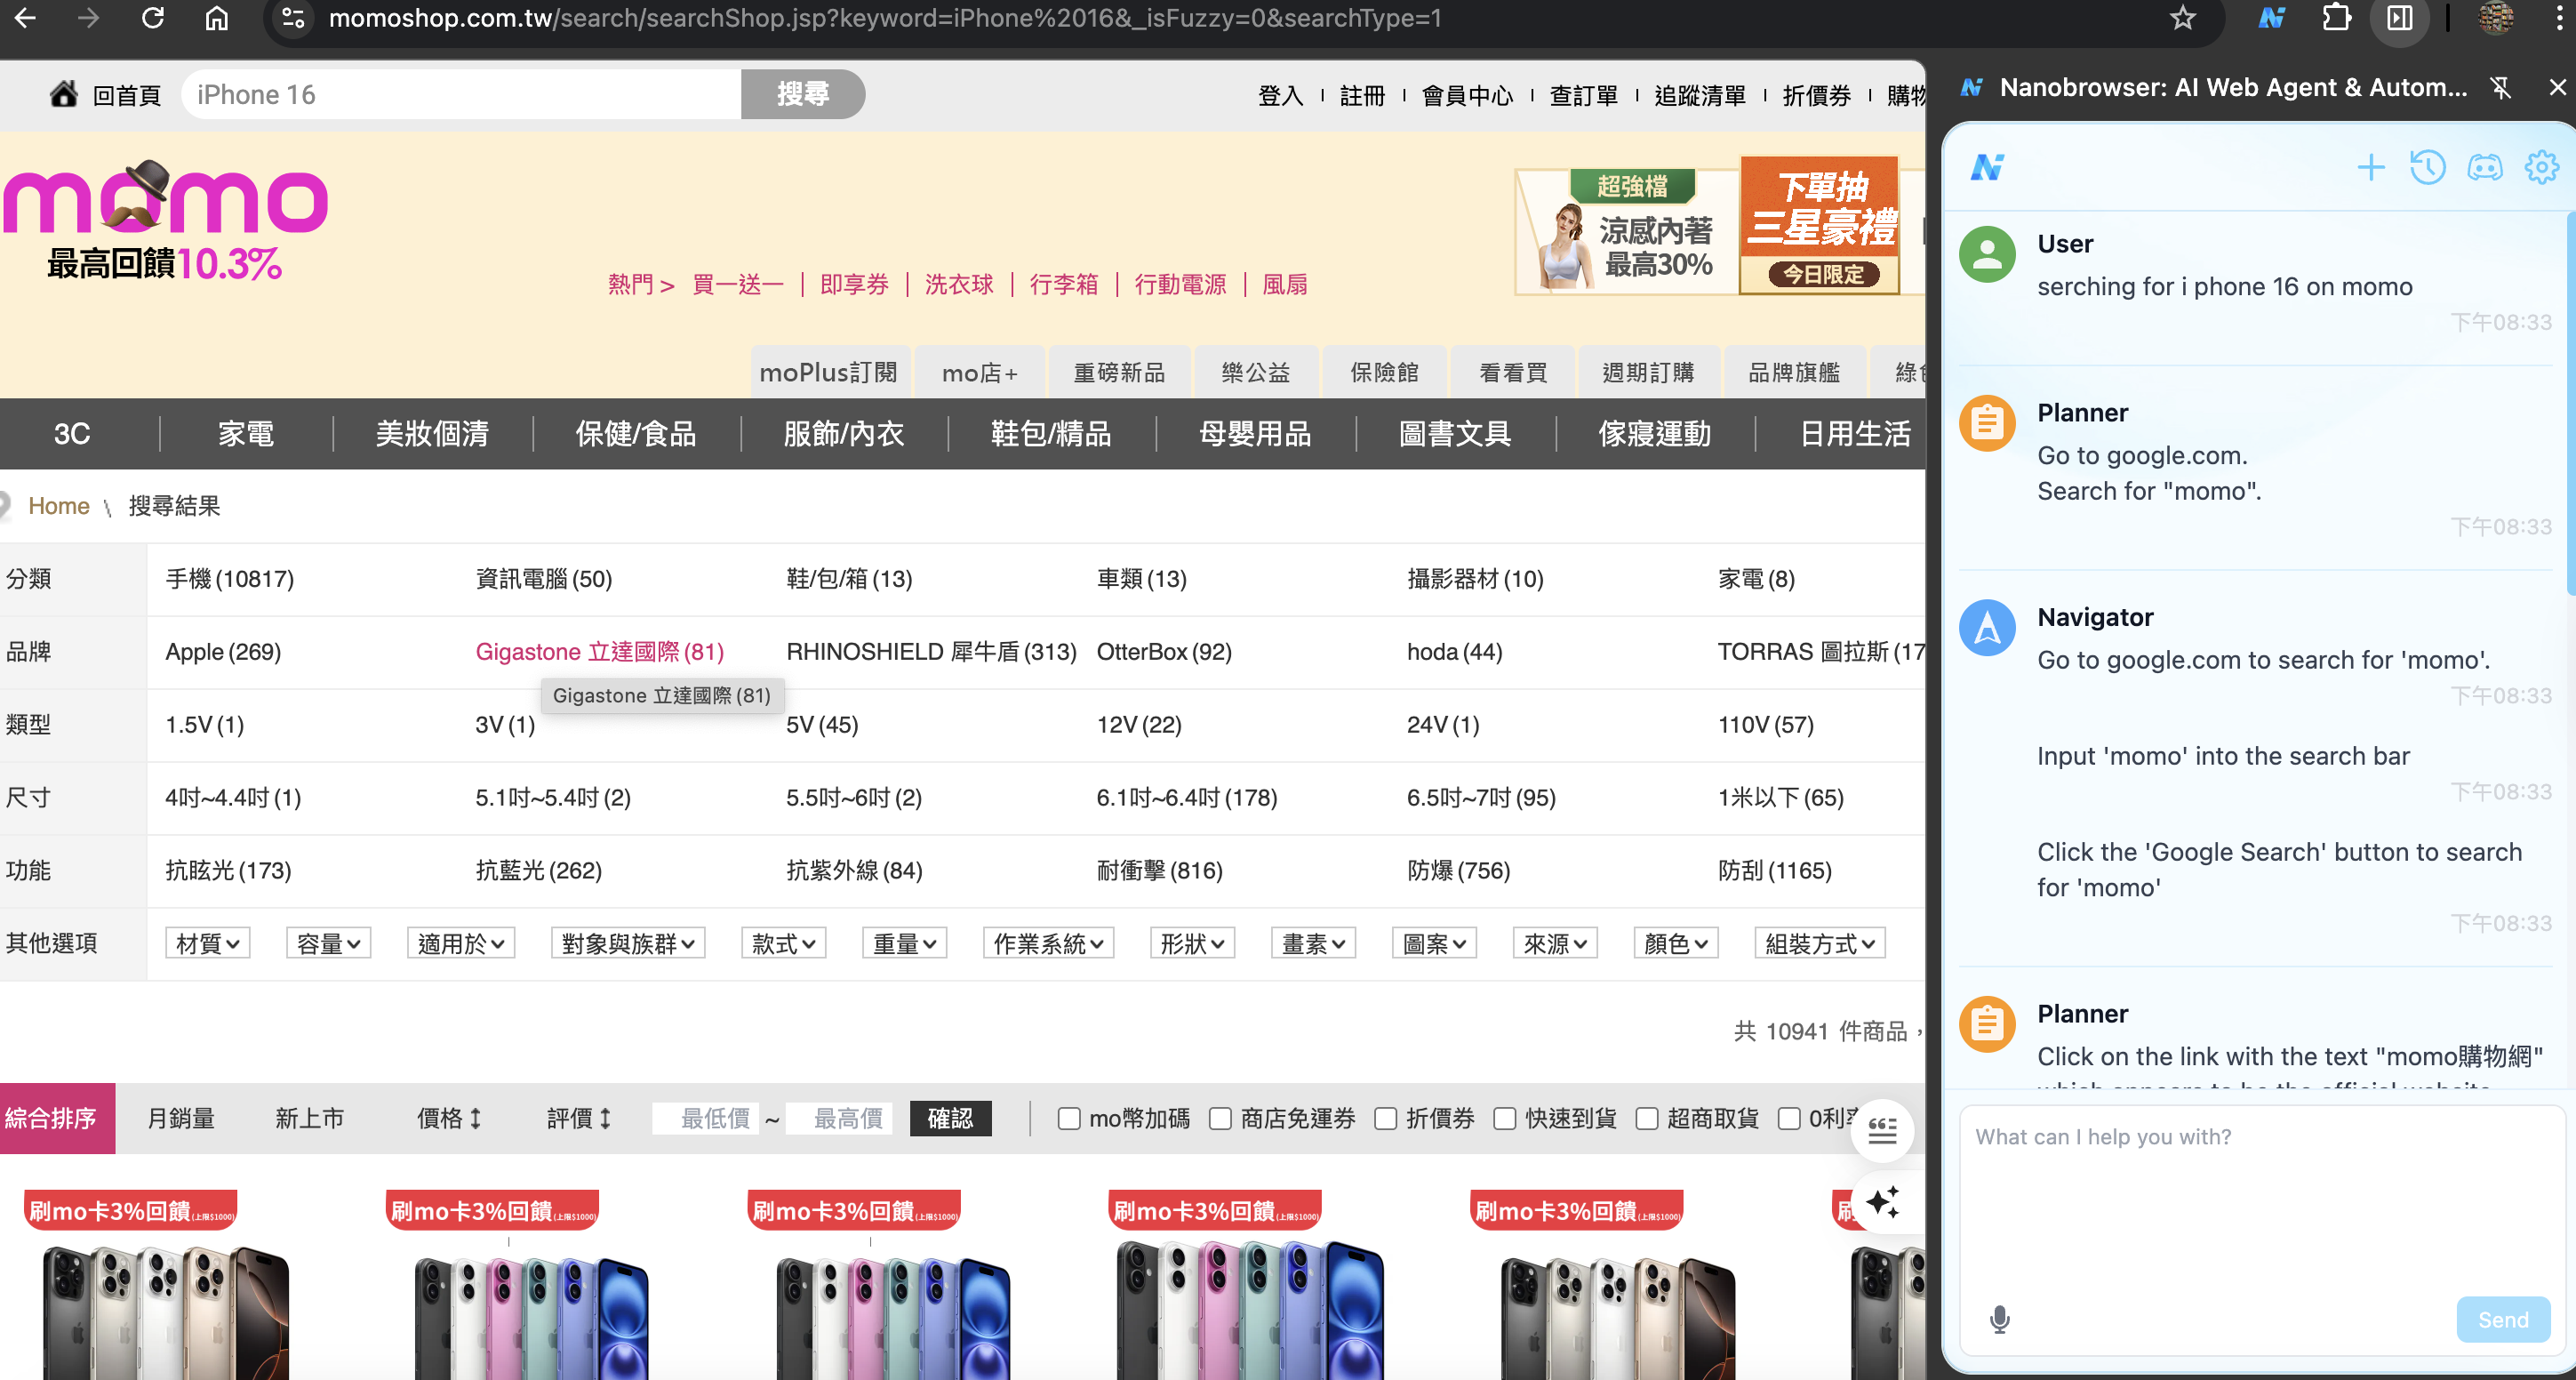 momoshop.com.tw/search/searchShop.jsp?keyword=iPhone%2016&_isFuzzy=0&searchType=1
回首頁
iPhone 16
搜尋
登入
註冊
會員中心
查訂單
追蹤清單
折價券
購物
momo
最高回饋10.3%
熱門 > 買一送一 | 即享券 | 洗衣球 | 行李箱 | 行動電源 | 風扇
超強檔
涼感內著
最高30%
下單抽
三星豪禮
今日限定
moPlus訂閱
mo店+
重磅新品
樂公益
保險館
看看買
週期訂購
品牌旗艦
綠
3C
家電
美妝個清
保健/食品
服飾/內衣
鞋包/精品
母嬰用品
圖書文具
傢寢運動
日用生活
Home \ 搜尋結果
分類 手機 (10817) 資訊電腦 (50) 鞋/包/箱 (13) 車類 (13) 攝影器材 (10) 家電 (8)
品牌 Apple (269) Gigastone 立達國際 (81) RHINOSHIELD 犀牛盾 (313) OtterBox (92) hoda (44) TORRAS 圖拉斯 (17
Gigastone 立達國際 (81)
類型 1.5V (1) 3V (1) 5V (45) 12V (22) 24V (1) 110V (57)
尺寸 4吋~4.4吋 (1) 5.1吋~5.4吋 (2) 5.5吋~6吋 (2) 6.1吋~6.4吋 (178) 6.5吋~7吋 (95) 1米以下 (65)
功能 抗眩光 (173) 抗藍光 (262) 抗紫外線 (84) 耐衝擊 (816) 防爆 (756) 防刮 (1165)
其他選項 材質 容量 適用於 對象與族群 款式 重量 作業系統 形狀 畫素 圖案 來源 顏色 組裝方式
共 10941 件商品，
綜合排序 月銷量 新上市 價格 評價 最低價 ~ 最高價 確認 mo幣加碼 商店免運券 折價券 快速到貨 超商取貨 0利
刷mo卡3%回饋(上限$1000)
刷mo卡3%回饋(上限$1000)
刷mo卡3%回饋(上限$1000)
刷mo卡3%回饋(上限$1000)
刷mo卡3%回饋(上限$1000)
刷
Nanobrowser: AI Web Agent & Autom...
User
serching for i phone 16 on momo
下午08:33
Planner
Go to google.com.
Search for "momo".
下午08:33
Navigator
Go to google.com to search for 'momo'.
下午08:33
Input 'momo' into the search bar
下午08:33
Click the 'Google Search' button to search
for 'momo'
下午08:33
Planner
Click on the link with the text "momo購物網"
which appears to be the official website
What can I help you with?
Send